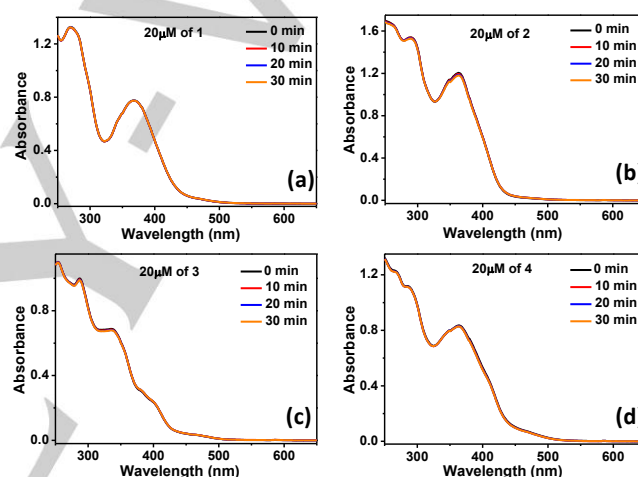 20µM of 1
0 min
10 min
20 min
30 min
1.2
0.6
0.0
Absorbance
300 400 500 600
Wavelength (nm)
(a)
20µM of 2
0 min
10 min
20 min
30 min
1.6
1.2
0.8
0.4
0.0
Absorbance
300 400 500 600
Wavelength (nm)
(b)
20µM of 3
0 min
10 min
20 min
30 min
0.8
0.4
0.0
Absorbance
300 400 500 600
Wavelength (nm)
(c)
20µM of 4
0 min
10 min
20 min
30 min
1.2
0.8
0.4
0.0
Absorbance
300 400 500 600
Wavelength (nm)
(d)